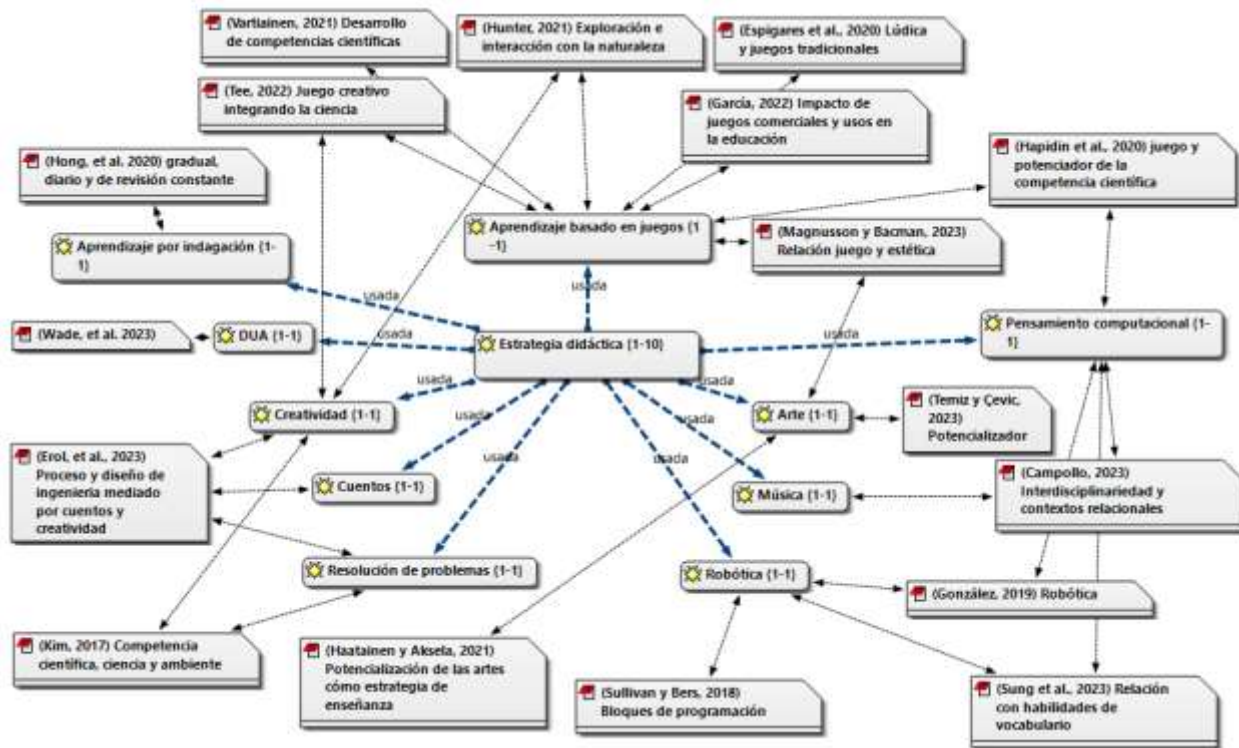 (Vartiainen, 2021) Desarrollo
de competencias científicas
(Hunter, 2021) Exploración e
interacción con la naturaleza
(Espigares et al., 2020) Lúdica
y juegos tradicionales
(Tee, 2022) Juego creativo
integrando la ciencia
(García, 2022) Impacto de
juegos comerciales y usos en
la educación
(Hong, et al. 2020) gradual,
diario y de revisión constante
(Hapidin et al., 2020) juego y
potenciador de la
competencia científica
Aprendizaje por indagación {1-
1}
Aprendizaje basado en juegos {1
-1}
(Magnusson y Bacman, 2023)
Relación juego y estética
usada
usada
(Wade, et al. 2023)
DUA {1-1}
usada
Estrategia didáctica {1-10}
usada
Pensamiento computacional {1-
1}
usada
usada
Creatividad {1-1}
usada
usada
Arte {1-1}
(Temiz y Çevic,
2023)
Potencializador
(Erol, et al., 2023)
Proceso y diseño de
ingeniería mediado
por cuentos y
creatividad
usada
usada
Cuentos {1-1}
Música {1-1}
(Campollo, 2023)
Interdisciplinariedad y
contextos relacionales
Resolución de problemas {1-1}
Robótica {1-1}
(González, 2019) Robótica
(Kim, 2017) Competencia
científica, ciencia y ambiente
(Haatainen y Aksela, 2021)
Potencialización de las artes
cómo estrategia de
enseñanza
(Sullivan y Bers, 2018)
Bloques de programación
(Sung et al., 2023) Relación
con habilidades de
vocabulario